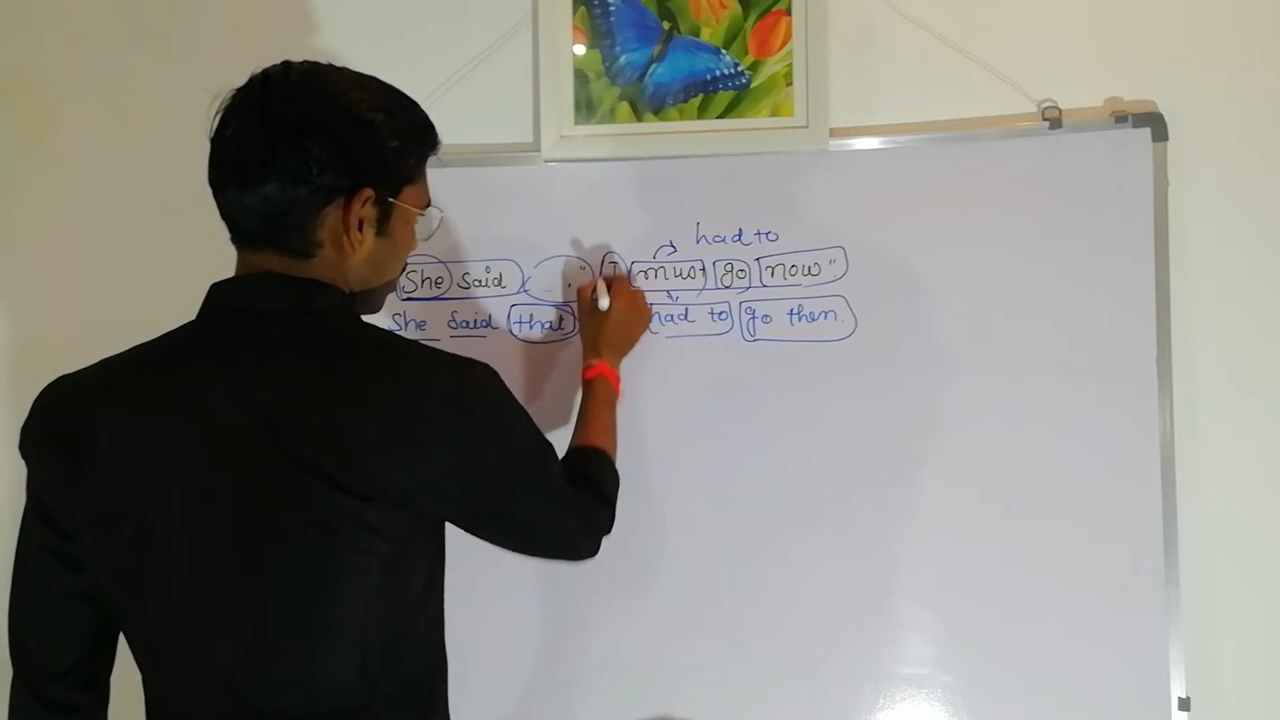 had to
She said " I must go now".
She said that had to go then.